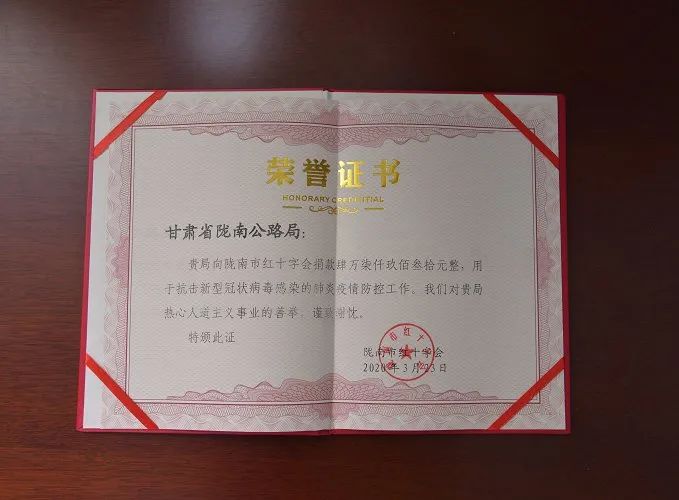 荣誉证书
HONORARY CREDENTIAL
甘肃省陇南公路局：
贵局向陇南市红十字会捐款肆万柒仟玖佰叁拾元整，用
于抗击新型冠状病毒感染的肺炎疫情防控工作。我们对贵局
热心人道主义事业的善举，谨致谢忱。
特颁此证
陇南市红十字会
2020年3月23日